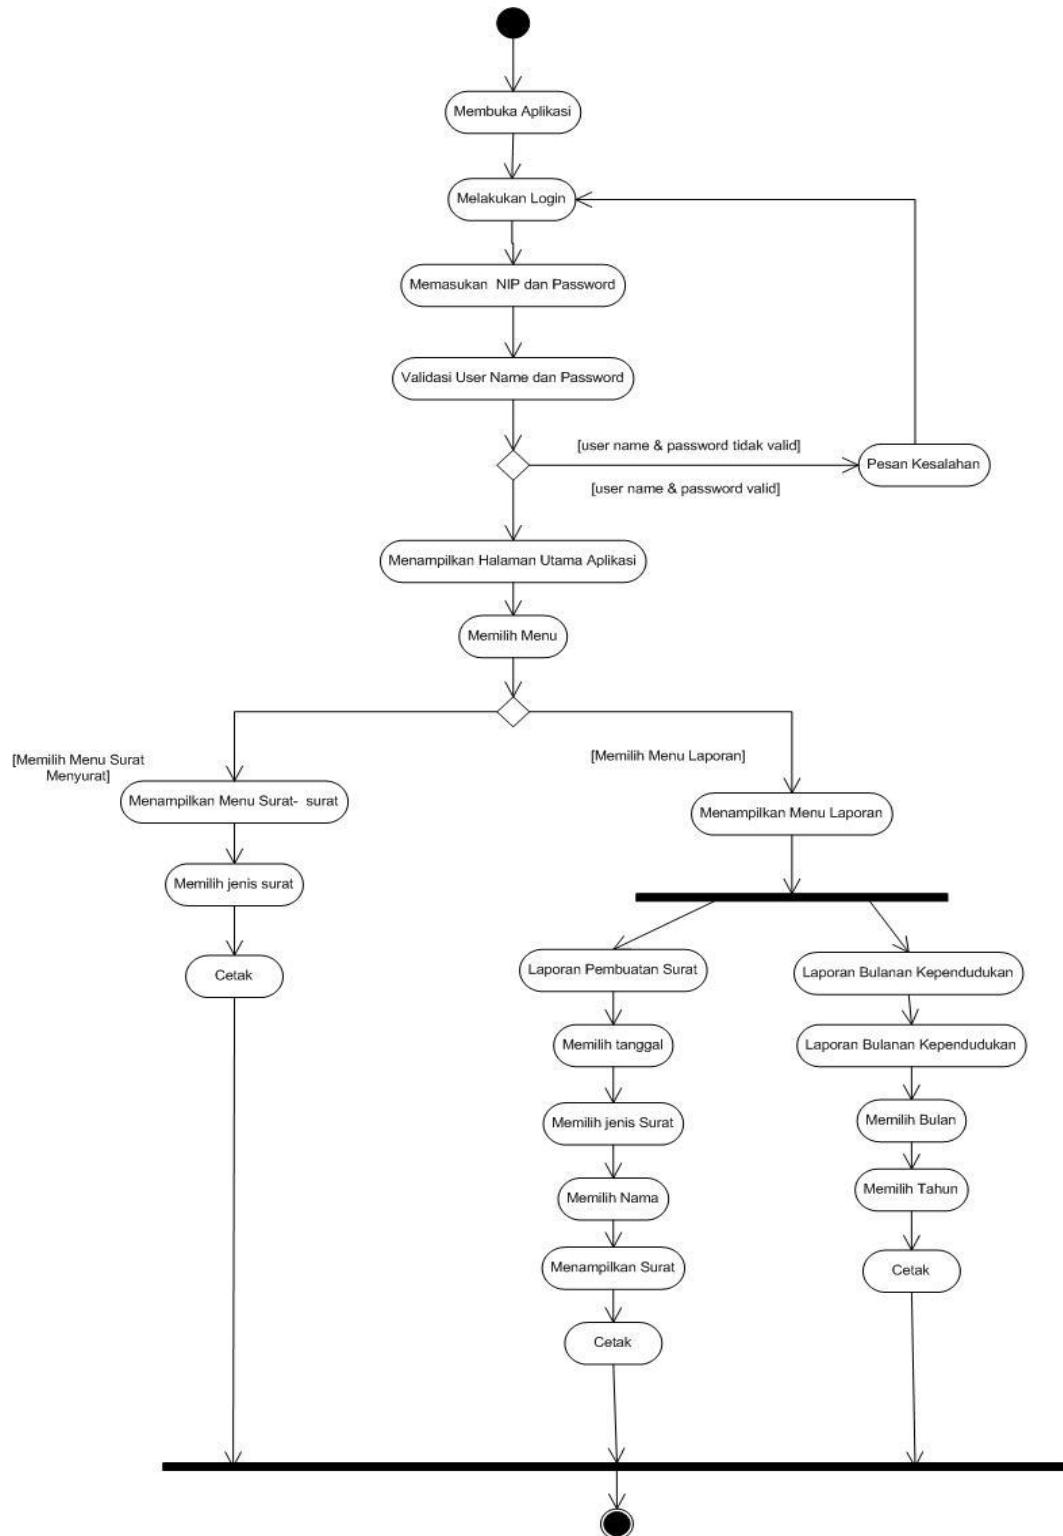 Membuka Aplikasi
Melakukan Login
Memasukan NIP dan Password
Validasi User Name dan Password
[user name & password tidak valid]
Pesan Kesalahan
[user name & password valid]
Menampilkan Halaman Utama Aplikasi
Memilih Menu
[Memilih Menu Surat
Menyurat]
Menampilkan Menu Surat- surat
Memilih jenis surat
Cetak
[Memilih Menu Laporan]
Menampilkan Menu Laporan
Laporan Pembuatan Surat
Memilih tanggal
Memilih jenis Surat
Memilih Nama
Menampilkan Surat
Cetak
Laporan Bulanan Kependudukan
Laporan Bulanan Kependudukan
Memilih Bulan
Memilih Tahun
Cetak